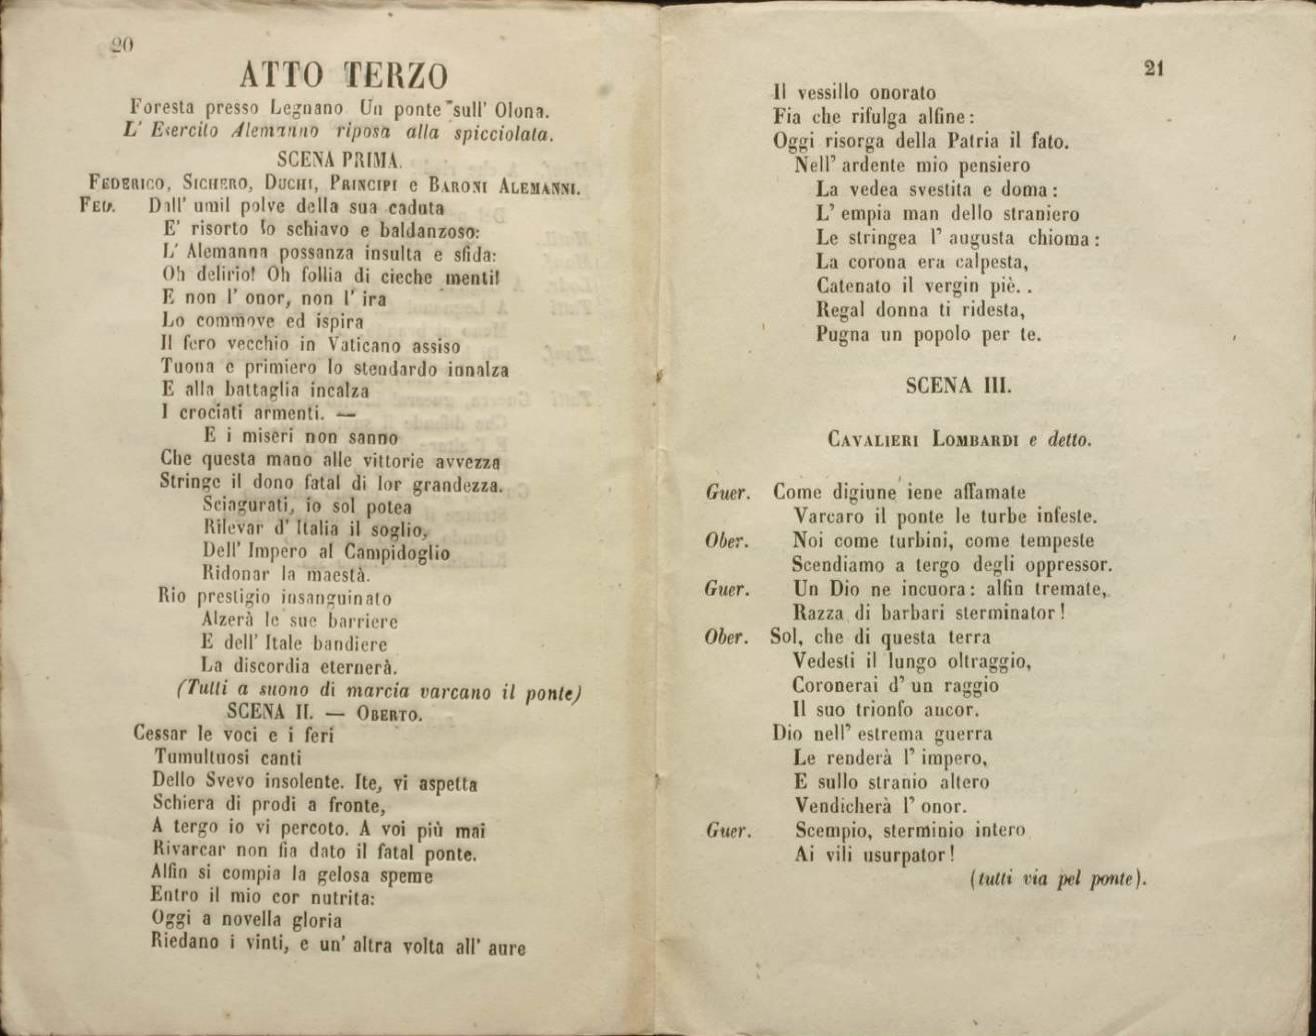 20
ATTO TERZO
Foresta presso Legnano Un ponte sull' Olona.
L' Esercito Alemanno riposa alla spicciolata.
SCENA PRIMA.
FEDERICO, SICHERO, DUCHI, PRINCIPI e BARONI ALEMANNI.
FED. Dall' umil polve della sua caduta
E' risorto lo schiavo e baldanzoso:
L' Alemanna possanza insulta e sfida:
Oh delirio! Oh follia di cieche menti!
E non l' onor, non l' ira
Lo commove ed ispira
Il fero vecchio in Vaticano assiso
Tuona e primiero lo stendardo innalza
E alla battaglia incalza
I crociati armenti. —
E i miseri non sanno
Che questa mano alle vittorie avvezza
Stringe il dono fatal di lor grandezza.
Sciagurati, io sol potea
Rilevar d' Italia il soglio,
Dell' Impero al Campidoglio
Ridonar la maestà.
Rio prestigio insanguinato
Alzerà le sue barriere
E dell' Itale bandiere
La discordia eternerà.
(Tutti a suono di marcia varcano il ponte)
SCENA II. — OBERTO.
Cessar le voci e i feri
Tumultuosi canti
Dello Svevo insolente. Ite, vi aspetta
Schiera di prodi a fronte,
A tergo io vi percoto. A voi più mai
Rivarcar non fia dato il fatal ponte.
Alfin si compia la gelosa speme
Entro il mio cor nutrita:
Oggi a novella gloria
Riedano i vinti, e un' altra volta all' aure
21
Il vessillo onorato
Fia che rifulga alfine:
Oggi risorga della Patria il fato.
Nell' ardente mio pensiero
La vedea svestita e doma:
L' empia man dello straniero
Le stringea l' augusta chioma:
La corona era calpesta,
Catenato il vergin piè. .
Regal donna ti ridesta,
Pugna un popolo per te.
SCENA III.
CAVALIERI LOMBARDI e detto.
Guer. Come digiune iene affamate
Varcaro il ponte le turbe infeste.
Ober. Noi come turbini, come tempeste
Scendiamo a tergo degli oppressor.
Guer. Un Dio ne incuora: alfin tremate,
Razza di barbari sterminator!
Ober. Sol, che di questa terra
Vedesti il lungo oltraggio,
Coronerai d' un raggio
Il suo trionfo ancor.
Dio nell' estrema guerra
Le renderà l' impero,
E sullo stranio altero
Vendicherà l' onor.
Guer. Scempio, sterminio intero
Ai vili usurpator!
(tutti via pel ponte).